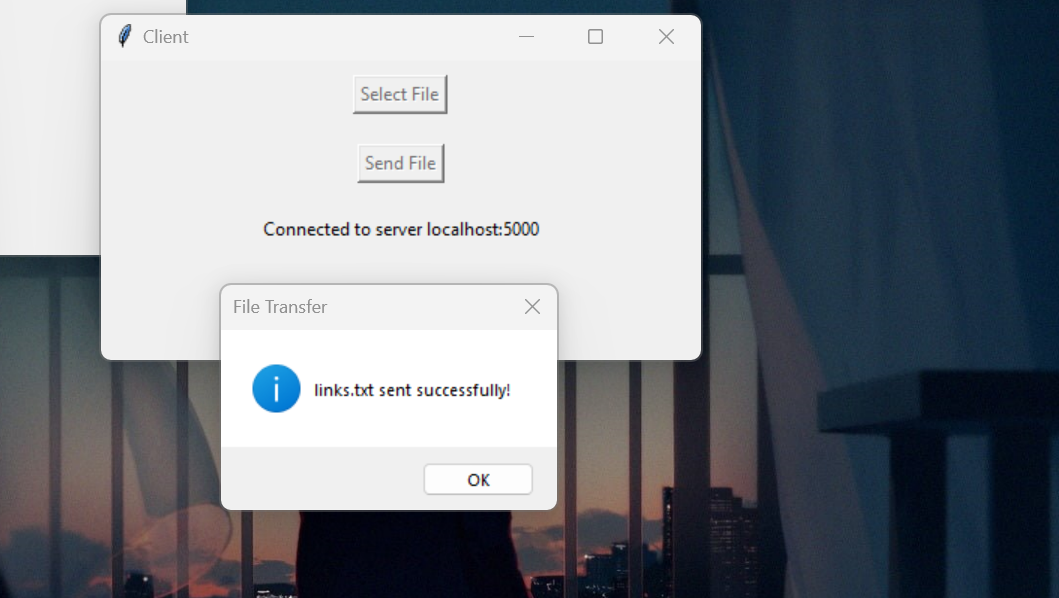 Client
Select File
Send File
Connected to server localhost:5000
File Transfer
links.txt sent successfully!
OK